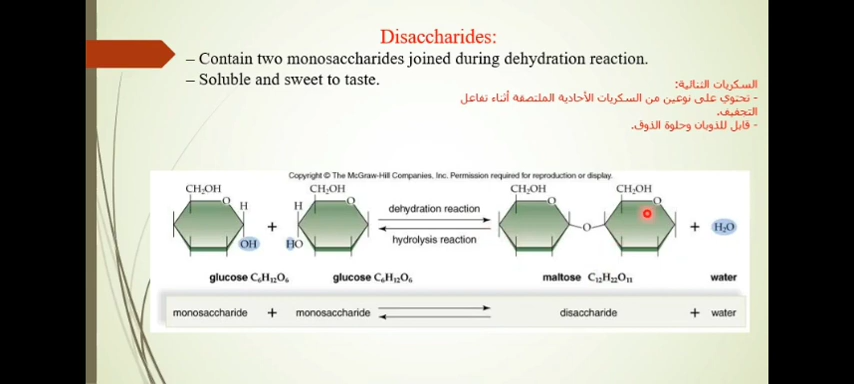 Disaccharides:
– Contain two monosaccharides joined during dehydration reaction.
– Soluble and sweet to taste.
السكريات الثنائية:
- تحتوي على نوعين من السكريات الأحادية الملتصقة أثناء تفاعل
التجفيف.
- قابل للذوبان وحلوة الذوق.
Copyright © The McGraw-Hill Companies, Inc. Permission required for reproduction or display.
CH₂OH CH₂OH CH₂OH CH₂OH
O H H O dehydration reaction O O
+ O + H₂O
OH HO hydrolysis reaction
glucose C₆H₁₂O₆ glucose C₆H₁₂O₆ maltose C₁₂H₂₂O₁₁ water
monosaccharide + monosaccharide disaccharide + water